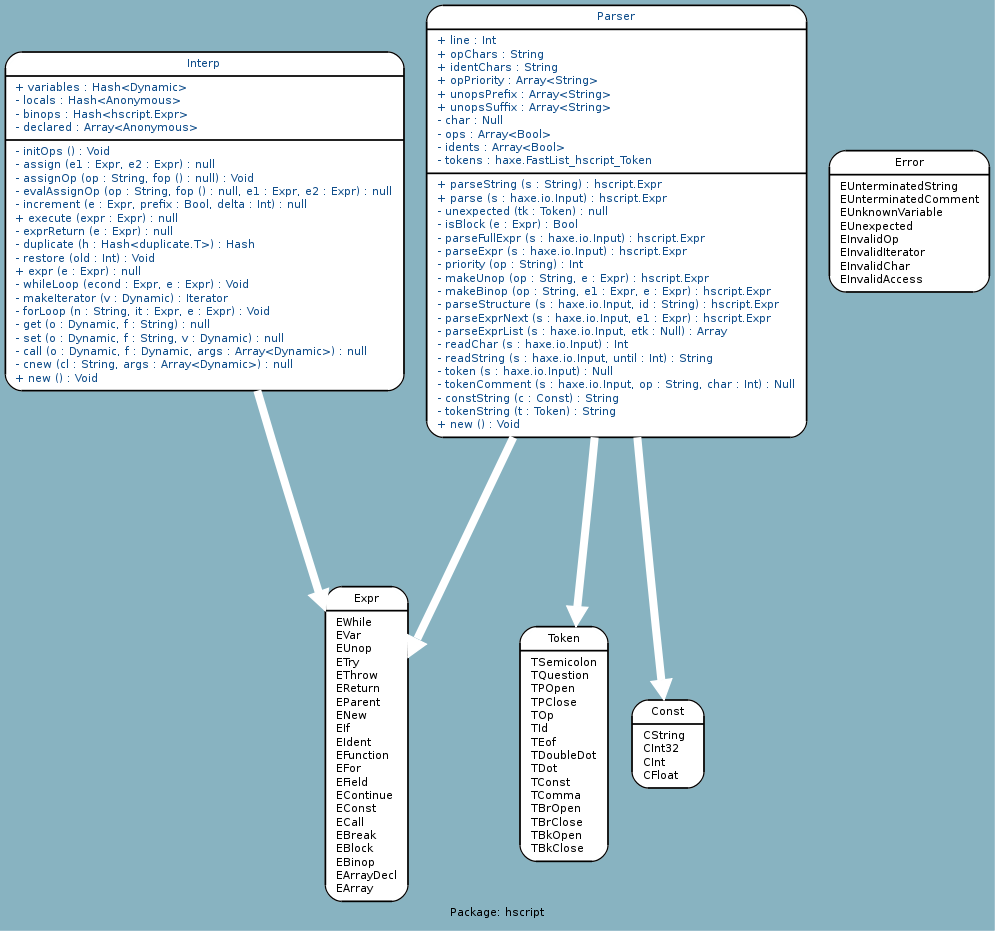 Interp
+ variables : Hash<Dynamic>
- locals : Hash<Anonymous>
- binops : Hash<hscript.Expr>
- declared : Array<Anonymous>
- initOps () : Void
- assign (e1 : Expr, e2 : Expr) : null
- assignOp (op : String, fop () : null) : Void
- evalAssignOp (op : String, fop () : null, e1 : Expr, e2 : Expr) : null
- increment (e : Expr, prefix : Bool, delta : Int) : null
+ execute (expr : Expr) : null
- exprReturn (e : Expr) : null
- duplicate (h : Hash<duplicate.T>) : Hash
- restore (old : Int) : Void
+ expr (e : Expr) : null
- whileLoop (econd : Expr, e : Expr) : Void
- makeIterator (v : Dynamic) : Iterator
- forLoop (n : String, it : Expr, e : Expr) : Void
- get (o : Dynamic, f : String) : null
- set (o : Dynamic, f : String, v : Dynamic) : null
- call (o : Dynamic, f : Dynamic, args : Array<Dynamic>) : null
- cnew (cl : String, args : Array<Dynamic>) : null
+ new () : Void
Parser
+ line : Int
+ opChars : String
+ identChars : String
+ opPriority : Array<String>
+ unopsPrefix : Array<String>
+ unopsSuffix : Array<String>
- char : Null
- ops : Array<Bool>
- idents : Array<Bool>
- tokens : haxe.FastList_hscript_Token
+ parseString (s : String) : hscript.Expr
+ parse (s : haxe.io.Input) : hscript.Expr
- unexpected (tk : Token) : null
- isBlock (e : Expr) : Bool
- parseFullExpr (s : haxe.io.Input) : hscript.Expr
- parseExpr (s : haxe.io.Input) : hscript.Expr
- priority (op : String) : Int
- makeUnop (op : String, e : Expr) : hscript.Expr
- makeBinop (op : String, e1 : Expr, e : Expr) : hscript.Expr
- parseStructure (s : haxe.io.Input, id : String) : hscript.Expr
- parseExprNext (s : haxe.io.Input, e1 : Expr) : hscript.Expr
- parseExprList (s : haxe.io.Input, etk : Null) : Array
- readChar (s : haxe.io.Input) : Int
- readString (s : haxe.io.Input, until : Int) : String
- token (s : haxe.io.Input) : Null
- tokenComment (s : haxe.io.Input, op : String, char : Int) : Null
- constString (c : Const) : String
- tokenString (t : Token) : String
+ new () : Void
Error
EUnterminatedString
EUnterminatedComment
EUnknownVariable
EUnexpected
EInvalidOp
EInvalidIterator
EInvalidChar
EInvalidAccess
Expr
EWhile
EVar
EUnop
ETry
EThrow
EReturn
EParent
ENew
EIf
EIdent
EFunction
EFor
EField
EContinue
EConst
ECall
EBreak
EBlock
EBinop
EArrayDecl
EArray
Token
TSemicolon
TQuestion
TPOpen
TPClose
TOp
TId
TEof
TDoubleDot
TDot
TConst
TComma
TBrOpen
TBrClose
TBkOpen
TBkClose
Const
CString
CInt32
CInt
CFloat
Package: hscript